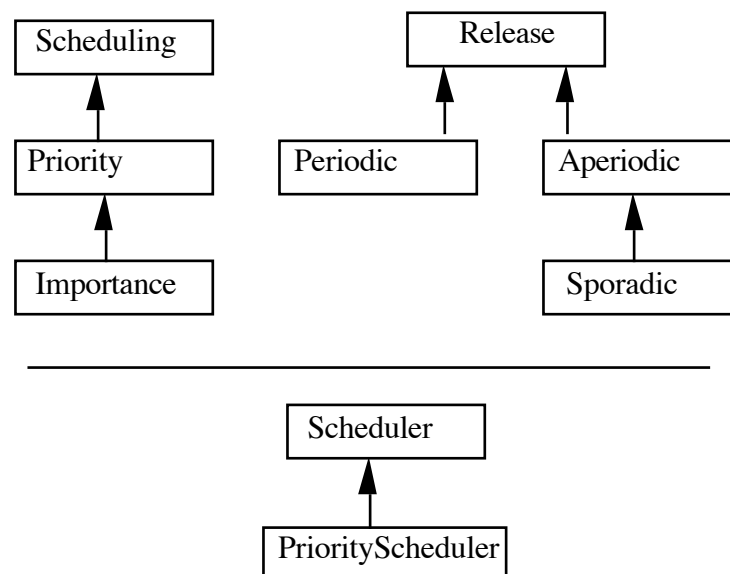 Scheduling
Release
Priority
Periodic
Aperiodic
Importance
Sporadic
Scheduler
PriorityScheduler